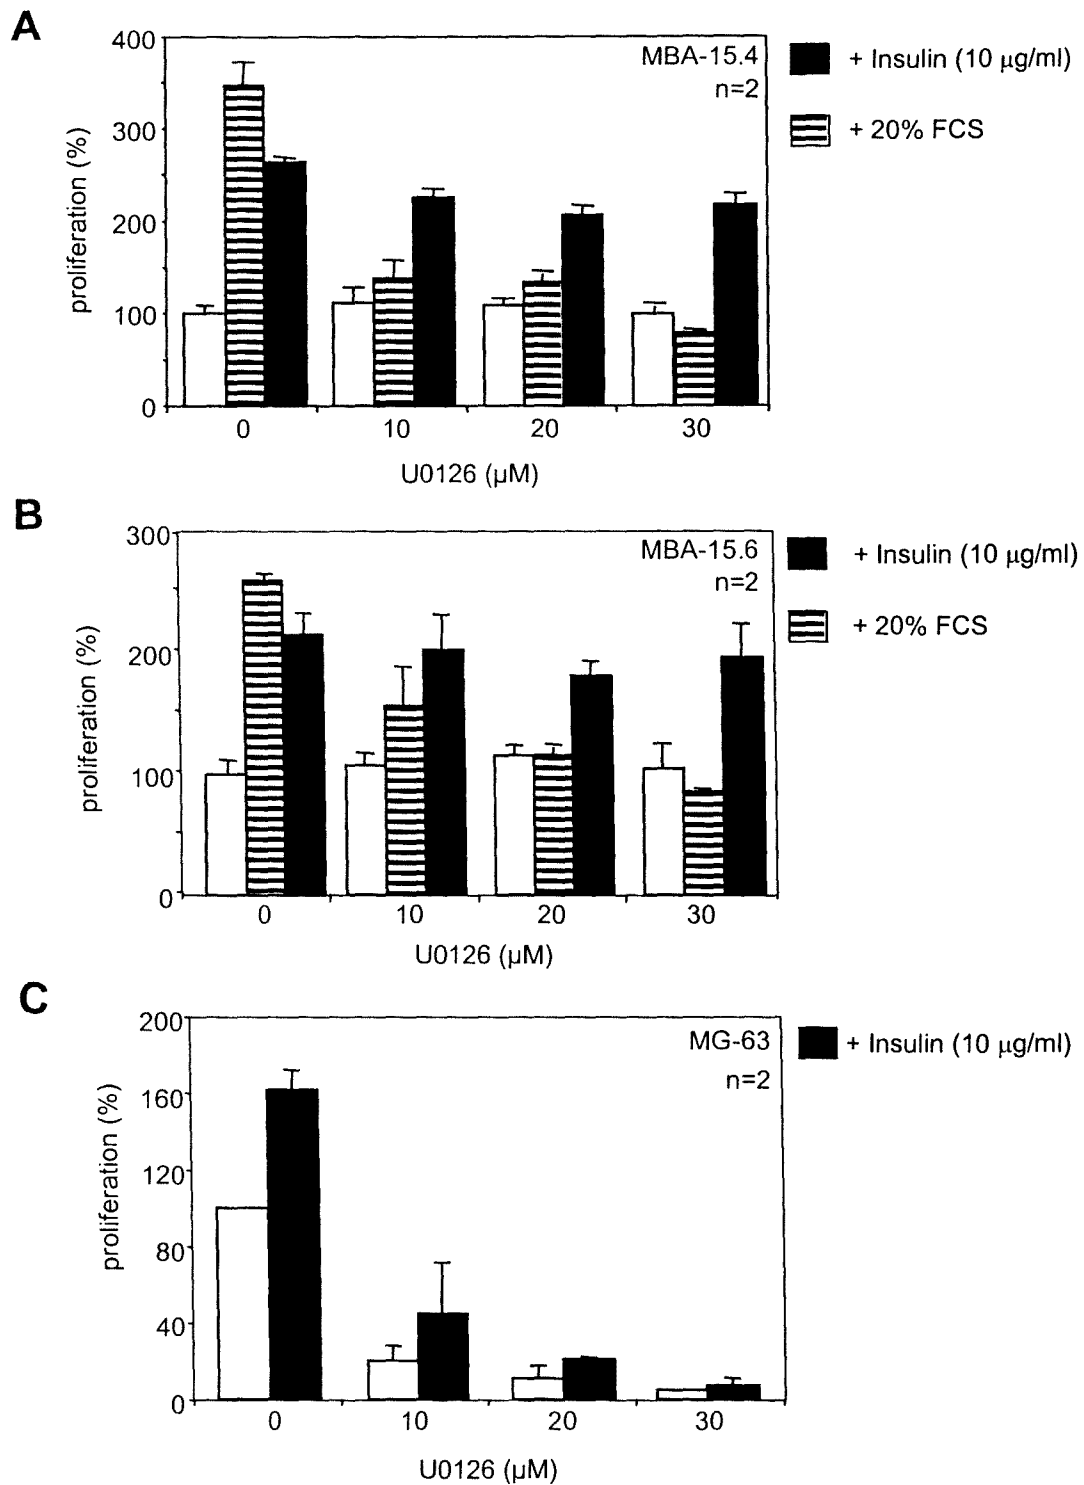 A
400
300
200
100
0
proliferation (%)
MBA-15.4
n=2
+ Insulin (10 μg/ml)
+ 20% FCS
0 10 20 30
U0126 (μM)
B
300
200
100
0
proliferation (%)
MBA-15.6
n=2
+ Insulin (10 μg/ml)
+ 20% FCS
0 10 20 30
U0126 (μM)
C
200
160
120
80
40
0
proliferation (%)
MG-63
n=2
+ Insulin (10 μg/ml)
0 10 20 30
U0126 (μM)